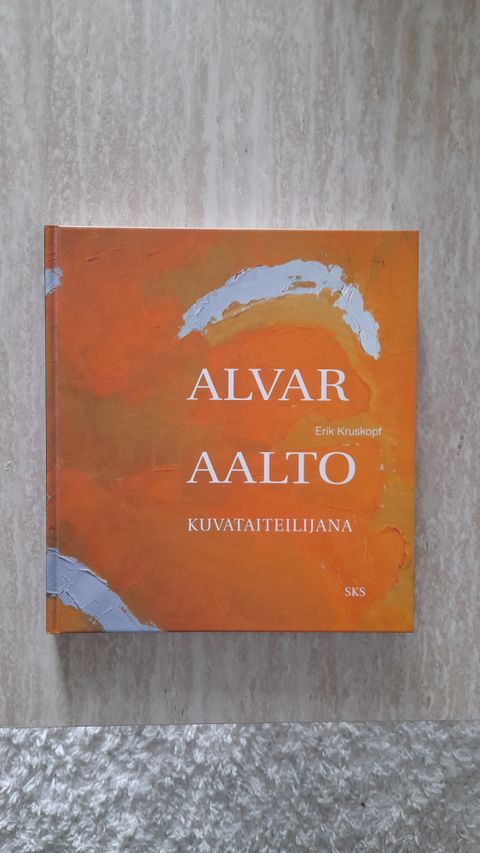 ALVAR
Erik Kruskopf
AALTO
KUVATAITEILIJANA
SKS